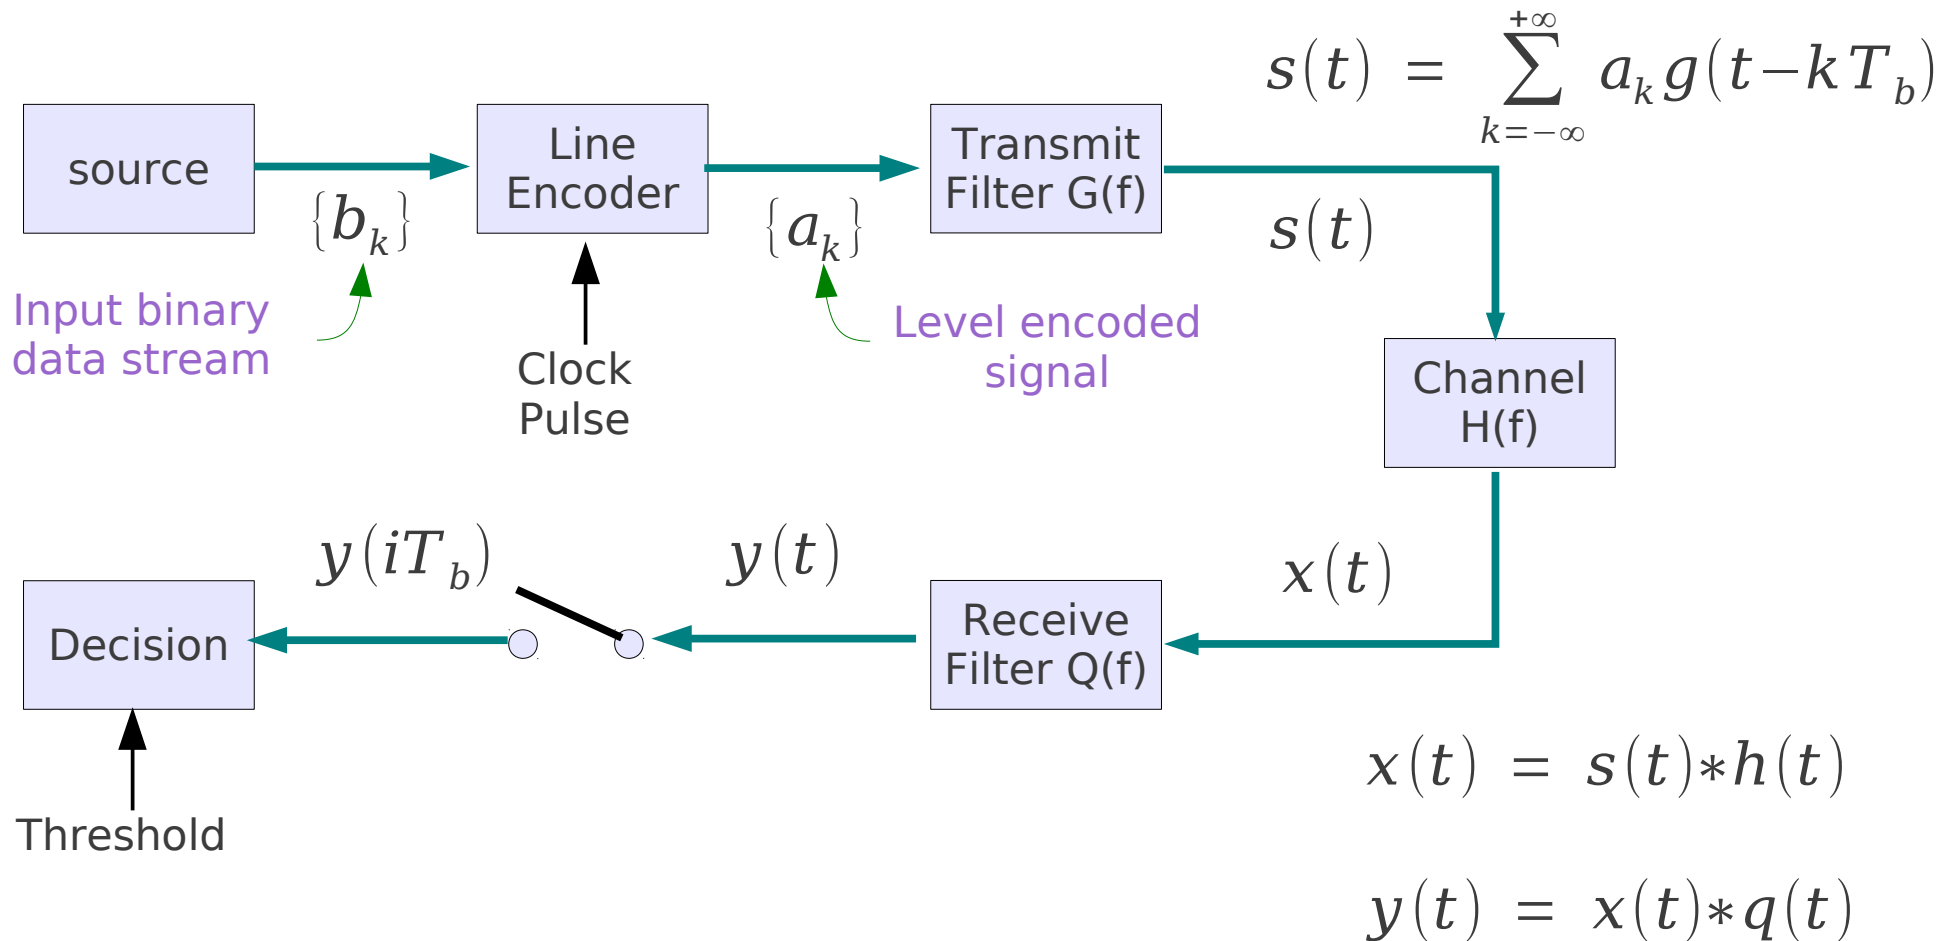 s(t) = \sum_{k=-∞}^{+∞} a_k g(t−kT_b)
source
Line
Encoder
Transmit
Filter G(f)
{b_k}
{a_k}
s(t)
Input binary
data stream
Clock
Pulse
Level encoded
signal
Channel
H(f)
y(iT_b)
y(t)
x(t)
Decision
Receive
Filter Q(f)
Threshold
x(t) = s(t)*h(t)
y(t) = x(t)*q(t)